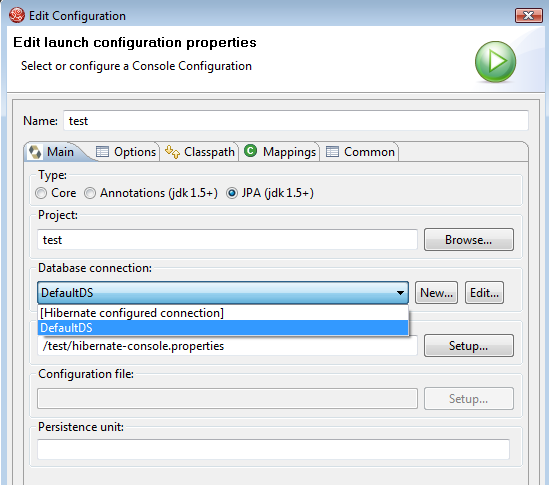 Edit Configuration
Edit launch configuration properties
Select or configure a Console Configuration
Name: test
Main Options Classpath Mappings Common
Type:
Core Annotations (jdk 1.5+) JPA (jdk 1.5+)
Project:
test Browse...
Database connection:
DefaultDS New... Edit...
[Hibernate configured connection]
DefaultDS
/test/hibernate-console.properties Setup...
Configuration file:
Setup...
Persistence unit: